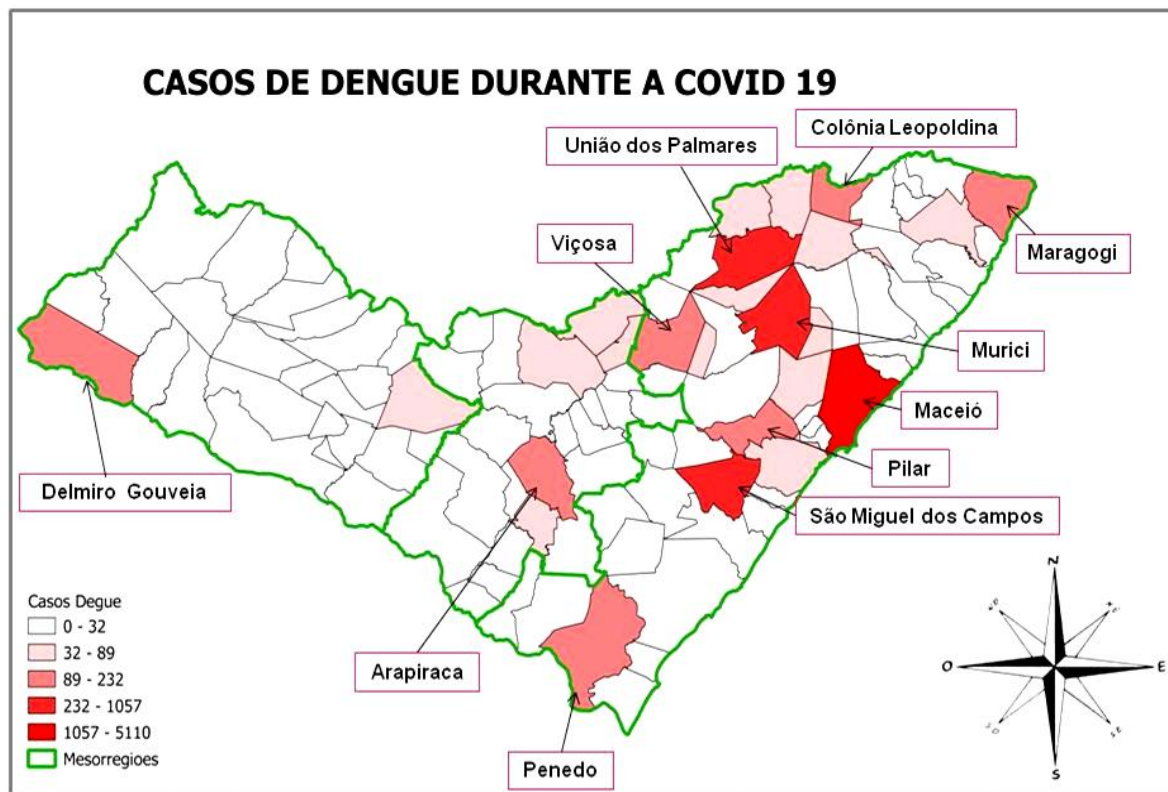 CASOS DE DENGUE DURANTE A COVID 19
Colônia Leopoldina
União dos Palmares
Viçosa
Maragogi
Murici
Maceió
Pilar
Delmiro Gouveia
São Miguel dos Campos
Arapiraca
Penedo
Casos Degue
0 - 32
32 - 89
89 - 232
232 - 1057
1057 - 5110
Mesorregioes
N
O
E
SO
S